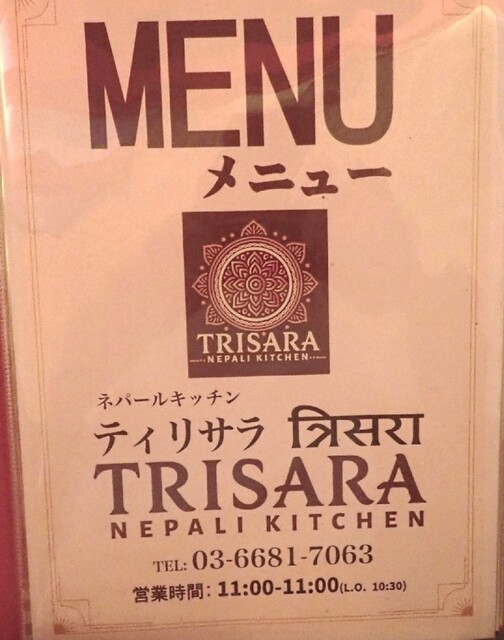 MENU
メニュー
TRISARA
NEPALI KITCHEN
ネパールキッチン
ティリサラ त्रिसरा
TRISARA
NEPALI KITCHEN
TEL: 03-6681-7063
営業時間: 11:00-11:00(L.O. 10:30)